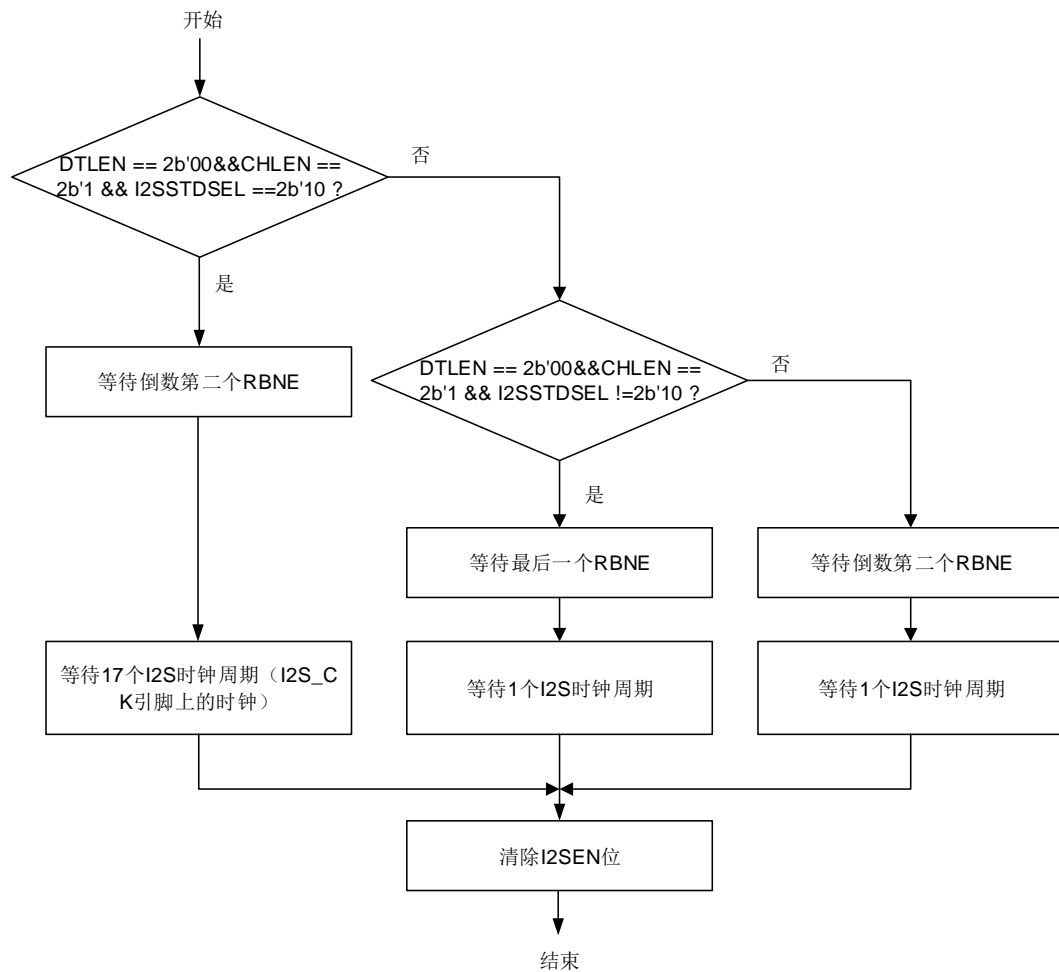 开始
DTLEN == 2b'00&&CHLEN ==
2b'1 && I2SSTDSEL ==2b'10 ?
否
是
等待倒数第二个RBNE
DTLEN == 2b'00&&CHLEN ==
2b'1 && I2SSTDSEL !=2b'10 ?
否
是
等待最后一个RBNE
等待倒数第二个RBNE
等待17个I2S时钟周期（I2S_C
K引脚上的时钟）
等待1个I2S时钟周期
等待1个I2S时钟周期
清除I2SEN位
结束